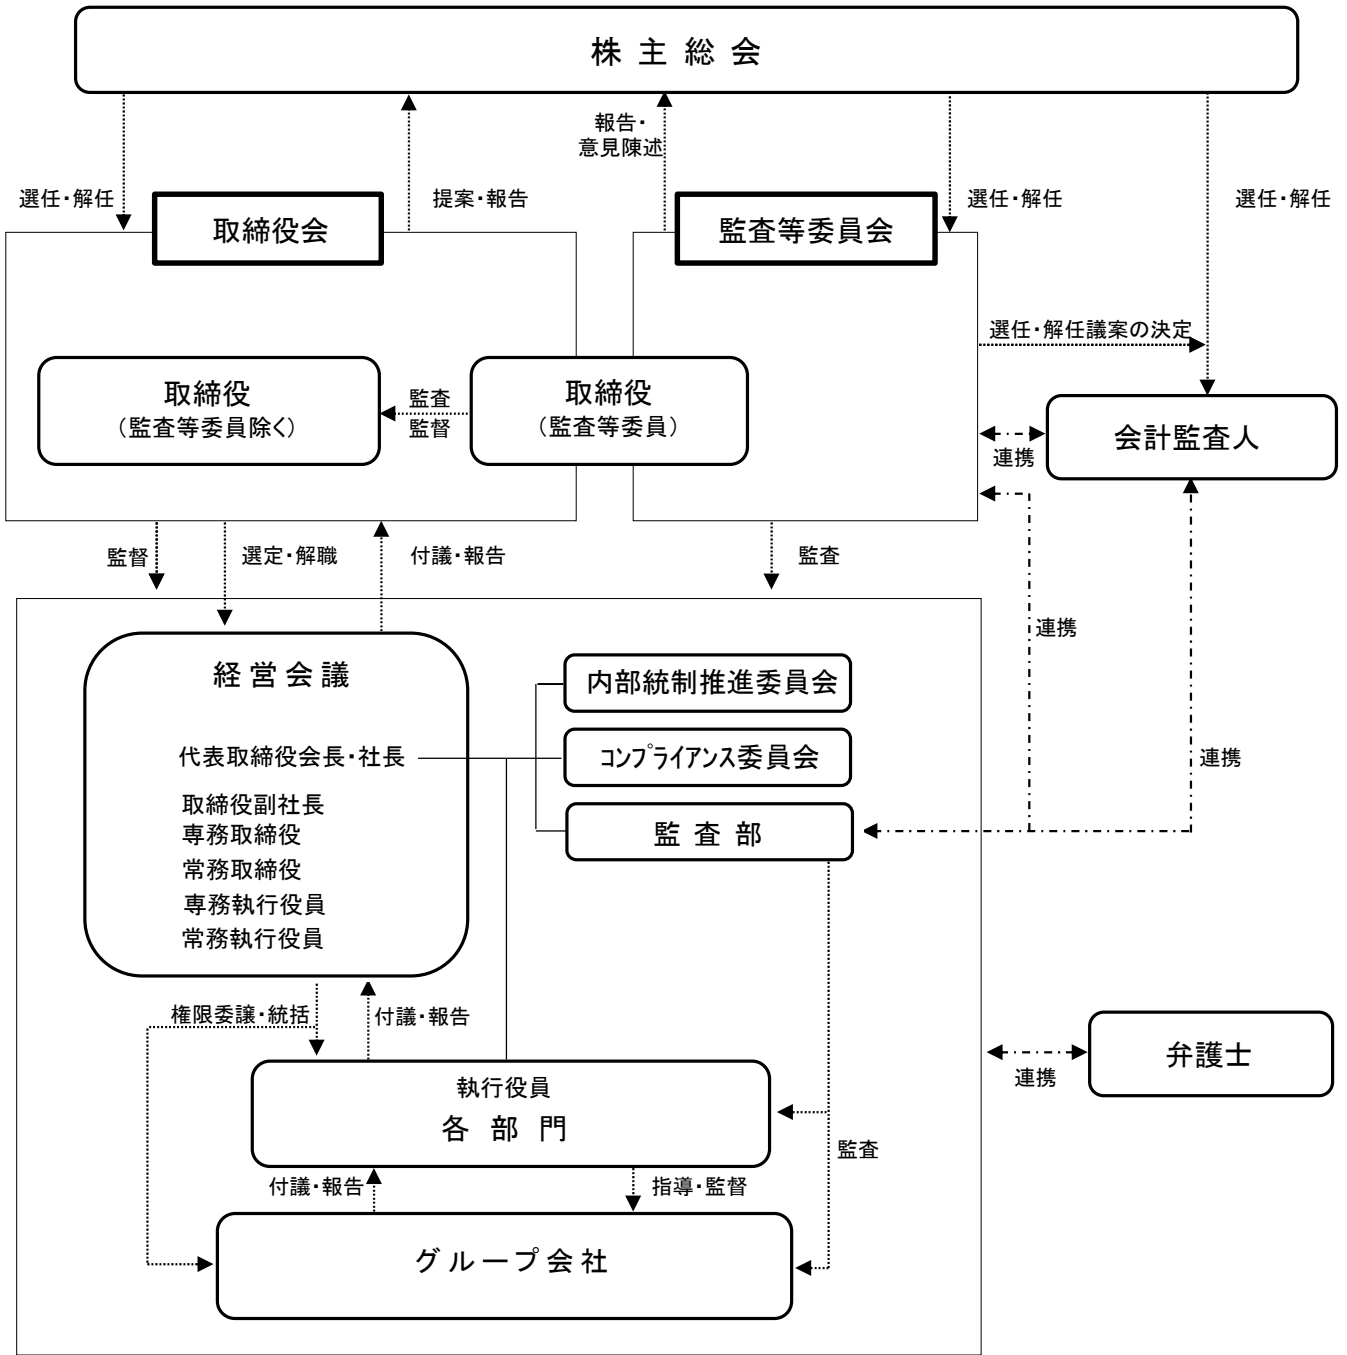 株主総会
報告・
意見陳述
選任・解任
提案・報告
選任・解任
選任・解任
取締役会
監査等委員会
選任・解任議案の決定
取締役
（監査等委員除く）
監査
監督
取締役
（監査等委員）
会計監査人
連携
監督
選定・解職
付議・報告
監査
連携
経営会議
内部統制推進委員会
代表取締役会長・社長
コンプライアンス委員会
連携
取締役副社長
専務取締役
監査部
常務取締役
専務執行役員
常務執行役員
権限委譲・統括
付議・報告
弁護士
連携
執行役員
各部門
監査
付議・報告
指導・監督
グループ会社